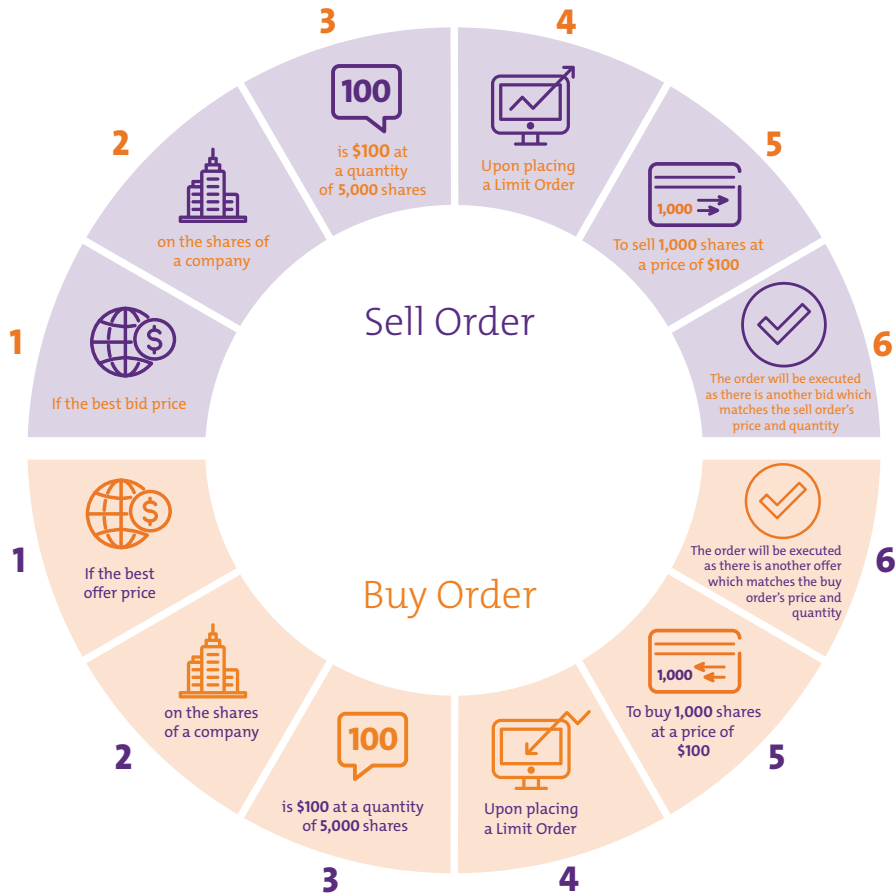 1
If the best bid price
2
on the shares of
a company
3
100
is $100 at
a quantity
of 5,000 shares
4
Upon placing
a Limit Order
5
1,000
To sell 1,000 shares at
a price of $100
6
The order will be executed
as there is another bid which
matches the sell order's
price and quantity
Sell Order
Buy Order
1
If the best
offer price
2
on the shares
of a company
3
100
is $100 at a quantity
of 5,000 shares
4
Upon placing
a Limit Order
5
1,000
To buy 1,000 shares
at a price of
$100
6
The order will be executed
as there is another offer
which matches the buy
order's price and
quantity
$
$